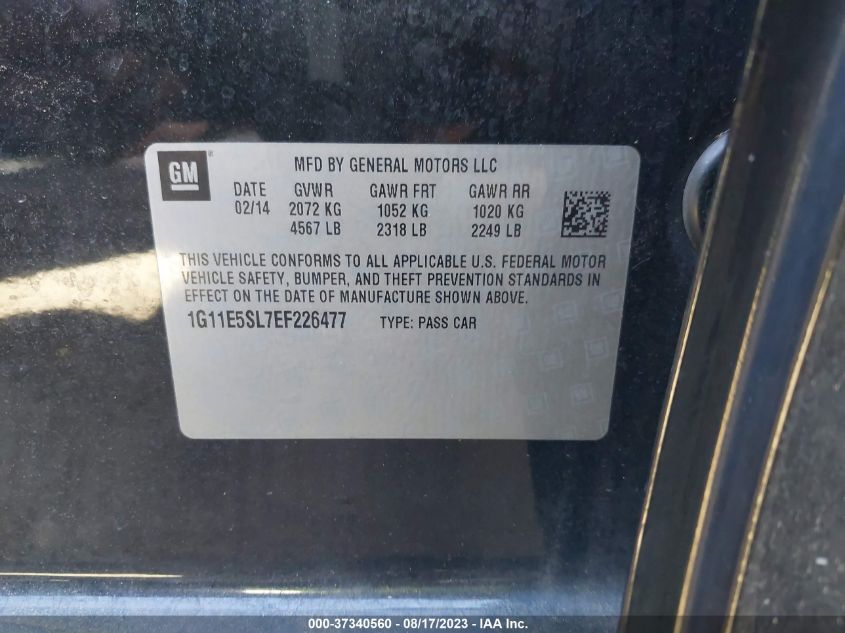 GM
MFD BY GENERAL MOTORS LLC
DATE GVWR GAWR FRT GAWR RR
02/14 2072 KG 1052 KG 1020 KG
4567 LB 2318 LB 2249 LB
THIS VEHICLE CONFORMS TO ALL APPLICABLE U.S. FEDERAL MOTOR
VEHICLE SAFETY, BUMPER, AND THEFT PREVENTION STANDARDS IN
EFFECT ON THE DATE OF MANUFACTURE SHOWN ABOVE.
1G11E5SL7EF226477 TYPE: PASS CAR
000-37340560 - 08/17/2023 - IAA Inc.